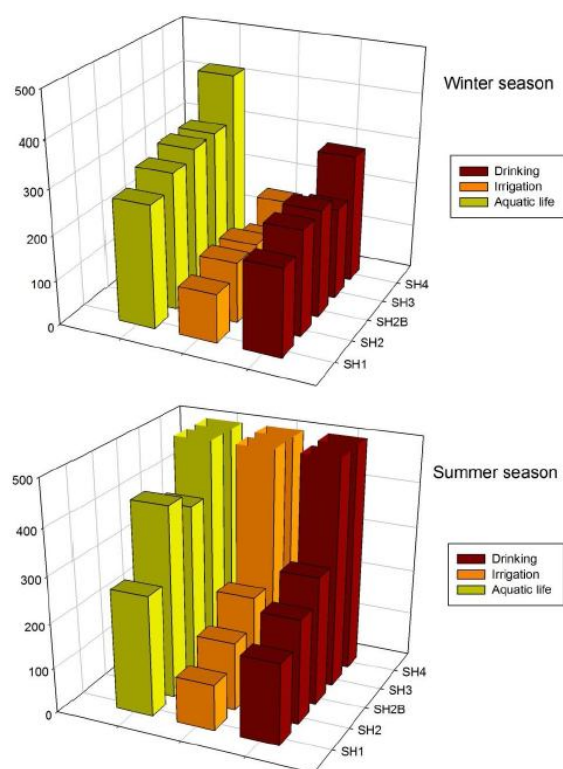 Winter season
500
400
300
200
100
0
Drinking
Irrigation
Aquatic life
SH4
SH3
SH2B
SH2
SH1
Summer season
500
400
300
200
100
0
Drinking
Irrigation
Aquatic life
SH4
SH3
SH2B
SH2
SH1